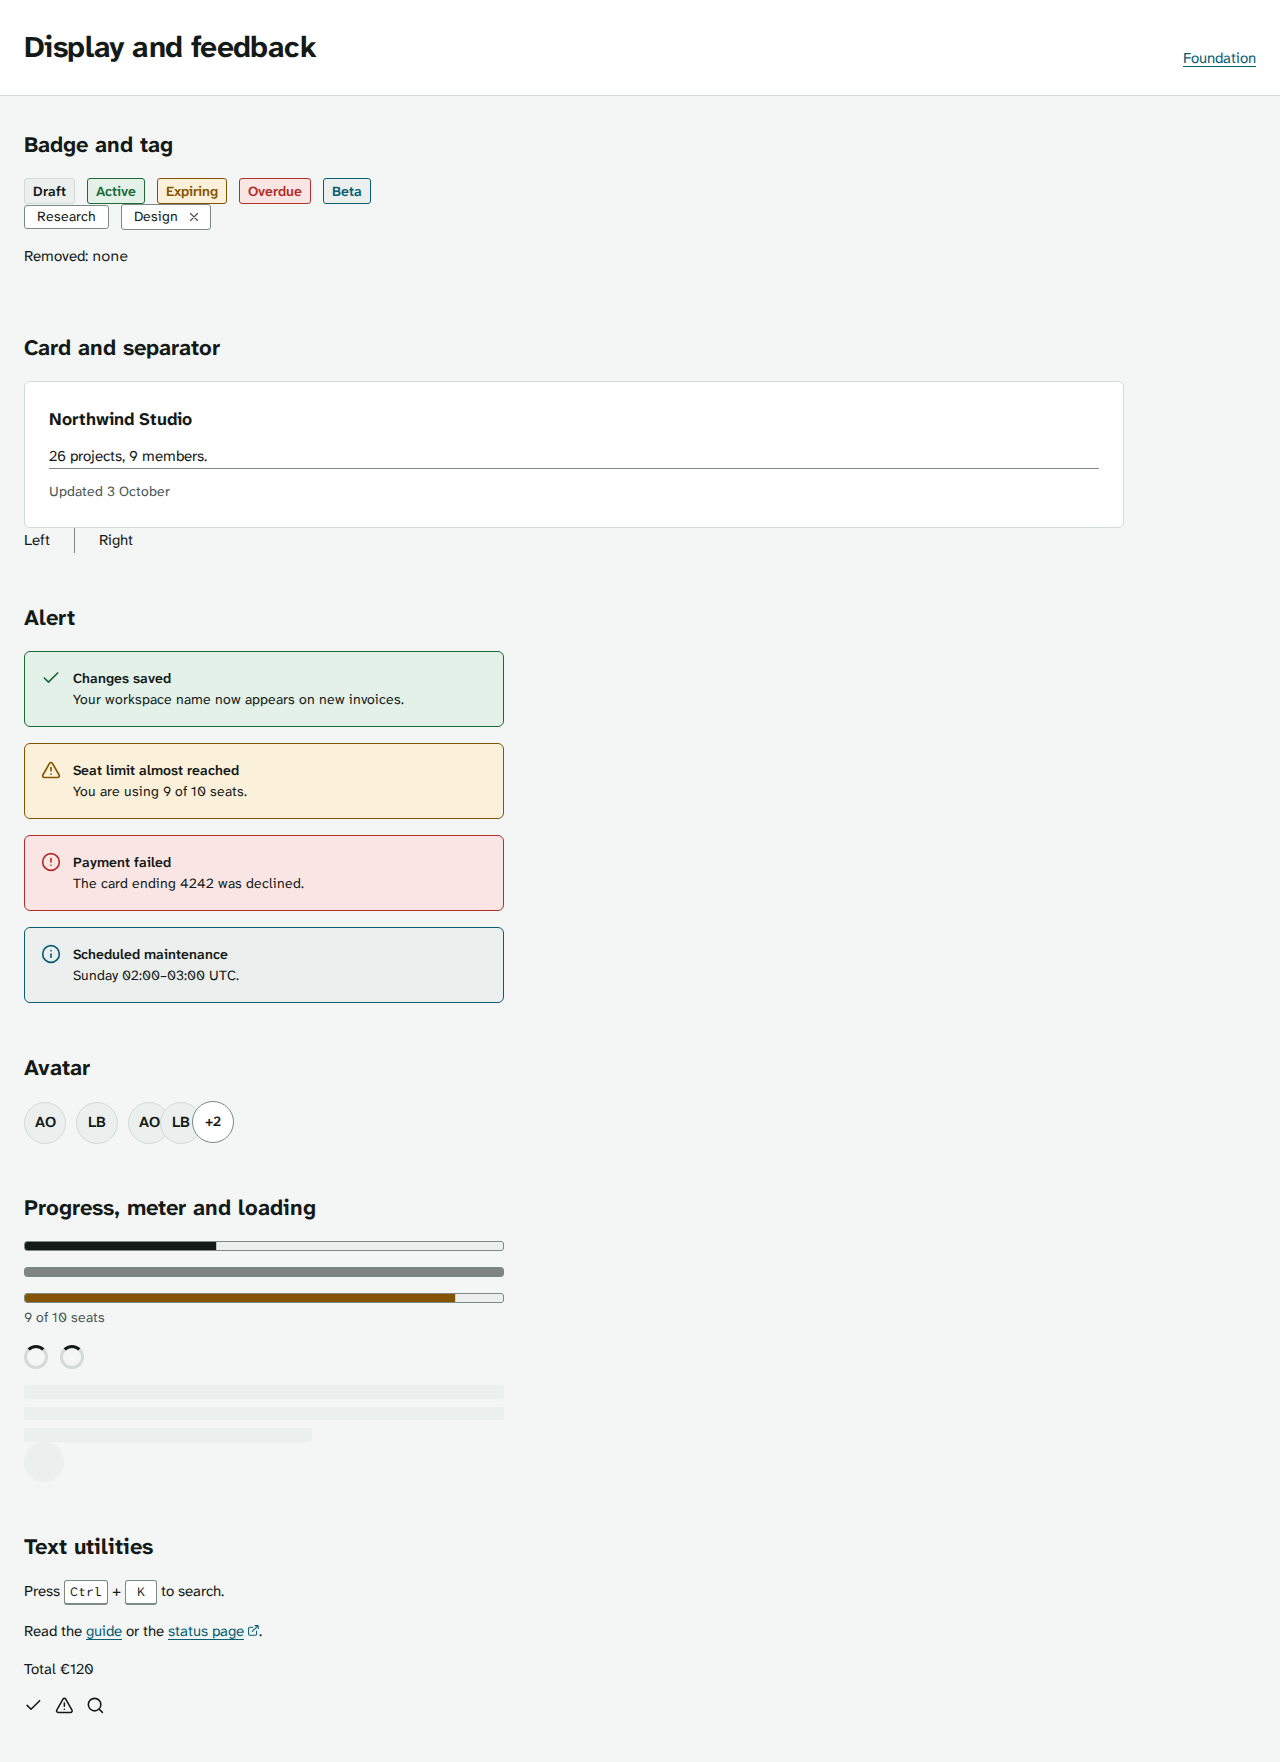 Display and feedback
Foundation
Badge and tag
Draft Active Expiring Overdue Beta
Research Design
Removed: none
Card and separator
Northwind Studio
26 projects, 9 members.
Updated 3 October
Left Right
Alert
Changes saved
Your workspace name now appears on new invoices.
Seat limit almost reached
You are using 9 of 10 seats.
Payment failed
The card ending 4242 was declined.
Scheduled maintenance
Sunday 02:00–03:00 UTC.
Avatar
AO LB AO LB +2
Progress, meter and loading
9 of 10 seats
Text utilities
Press Ctrl + K to search.
Read the guide or the status page.
Total €120